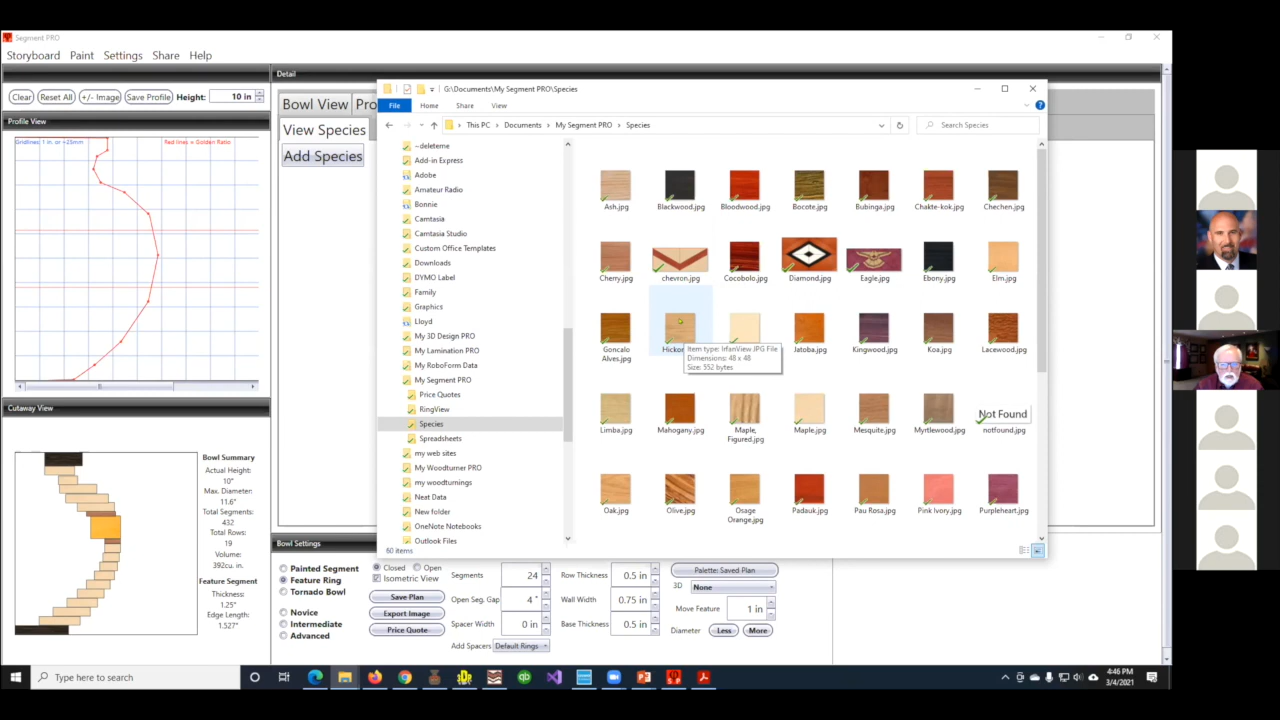 Segment PRO
Storyboard Paint Settings Share Help
Clear Reset All +/- Image Save Profile Height: 10 in
Profile View
Gridlines: 1 in. or ~25mm Red lines = Golden Ratio
Cutaway View
Bowl Summary
Actual Height:
10"
Max. Diameter:
11.6"
Total Segments:
432
Total Rows:
19
Volume:
392cu. in.
Feature Segment
Thickness:
1.25"
Edge Length:
1.527"
Detail
Bowl View Pro
View Species
Add Species
G:\Documents\My Segment PRO\Species
File Home Share View
This PC Documents My Segment PRO Species
Search Species
~deleteme
Add-in Express
Adobe
Amateur Radio
Bonnie
Camtasia
Camtasia Studio
Custom Office Templates
Downloads
DYMO Label
Family
Graphics
Lloyd
My 3D Design PRO
My Lamination PRO
My RoboForm Data
My Segment PRO
Price Quotes
RingView
Species
Spreadsheets
my web sites
My Woodturner PRO
my woodturnings
Neat Data
New folder
OneNote Notebooks
Outlook Files
60 items
Ash.jpg Blackwood.jpg Bloodwood.jpg Bocote.jpg Bubinga.jpg Chakte-kok.jpg Chechen.jpg
Cherry.jpg chevron.jpg Cocobolo.jpg Diamond.jpg Eagle.jpg Ebony.jpg Elm.jpg
Goncalo Hickor Jatoba.jpg Kingwood.jpg Koa.jpg Lacewood.jpg
Alves.jpg
Item type: IrfanView JPG File
Dimensions: 48 x 48
Size: 552 bytes
Not Found
Limba.jpg Mahogany.jpg Maple, Maple.jpg Mesquite.jpg Myrtlewood.jpg notfound.jpg
Figured.jpg
Oak.jpg Olive.jpg Osage Padauk.jpg Pau Rosa.jpg Pink Ivory.jpg Purpleheart.jpg
Orange.jpg
Bowl Settings
Painted Segment
Feature Ring
Tornado Bowl
Novice
Intermediate
Advanced
Closed Open
Isometric View
Save Plan
Export Image
Price Quote
Segments 24
Open Seg. Gap 4 °
Spacer Width 0 in
Add Spacers Default Rings
Row Thickness 0.5 in
Wall Width 0.75 in
Base Thickness 0.5 in
Palette: Saved Plan
3D None
Move Feature 1 in
Diameter Less More
Type here to search
3DP
qb
4:46 PM
3/4/2021